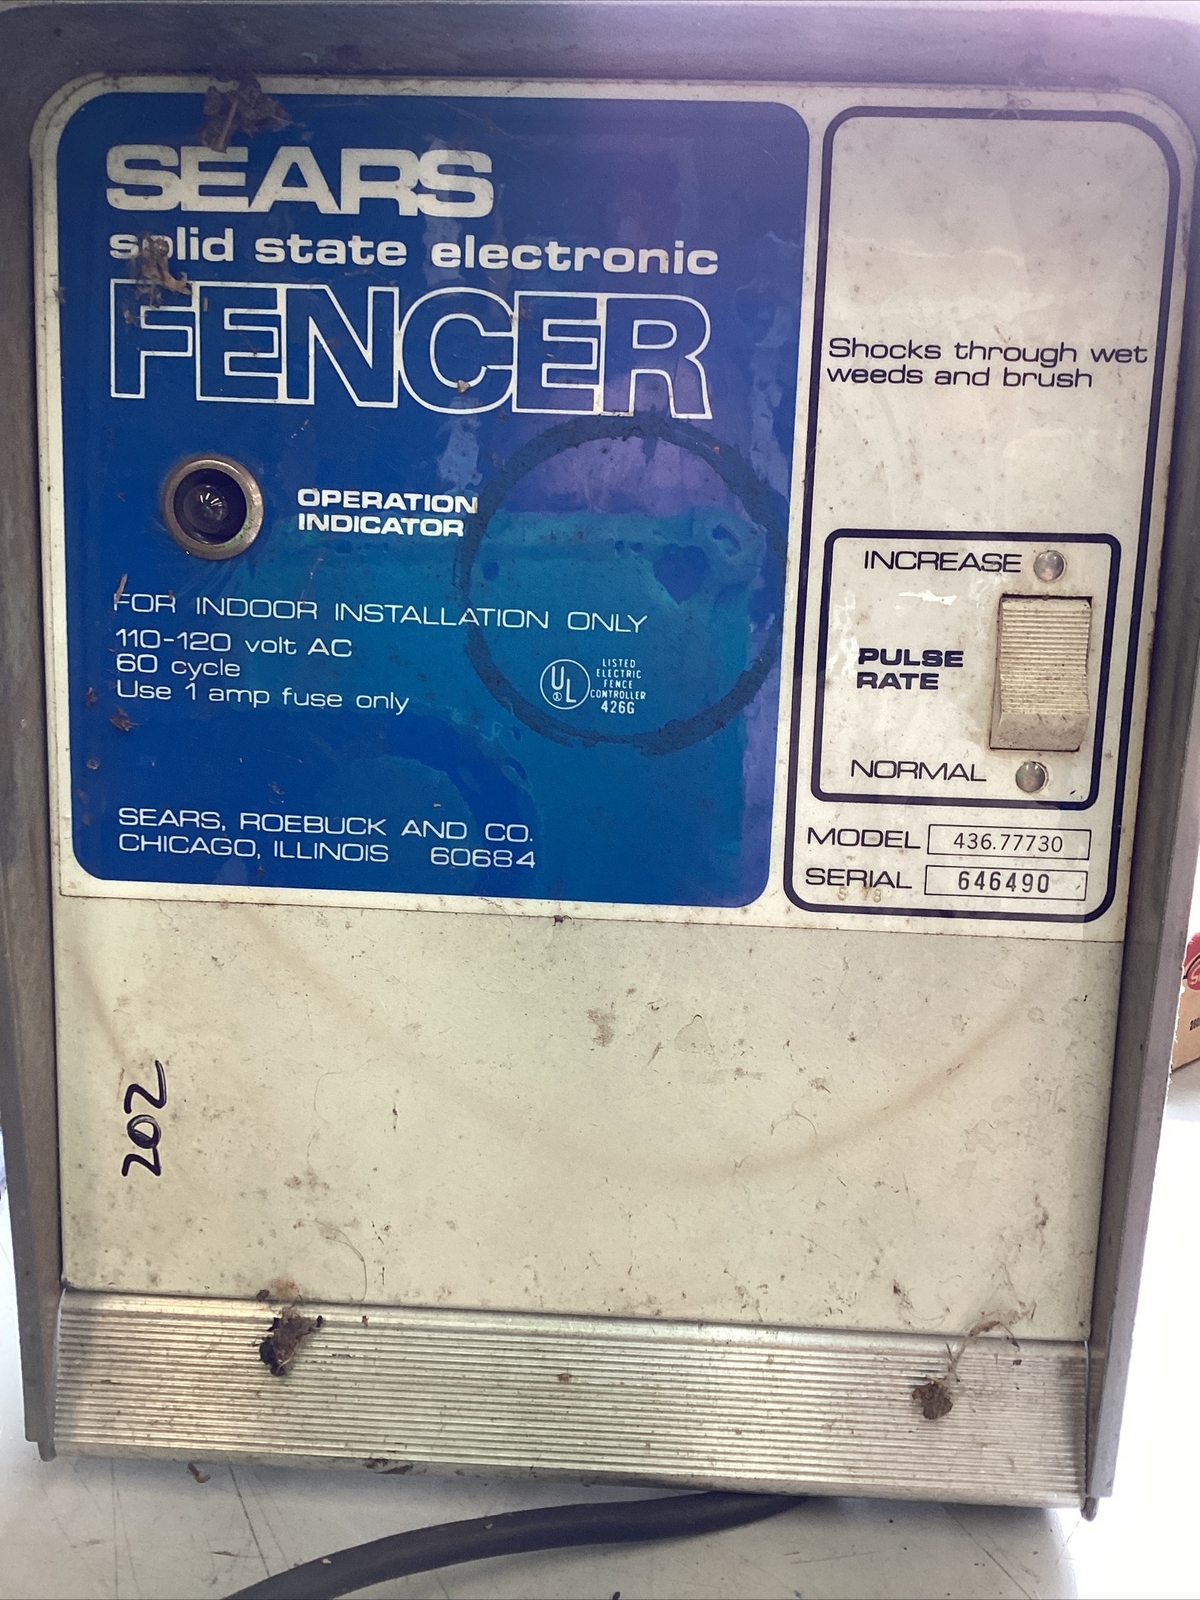 SEARS
solid state electronic
FENCER
OPERATION
INDICATOR
FOR INDOOR INSTALLATION ONLY
110-120 volt AC
60 cycle
Use 1 amp fuse only
UL
LISTED
ELECTRIC
FENCE
CONTROLLER
426G
SEARS, ROEBUCK AND CO.
CHICAGO, ILLINOIS 60684
Shocks through wet
weeds and brush
INCREASE
PULSE
RATE
NORMAL
MODEL 436.77730
SERIAL 646490
202